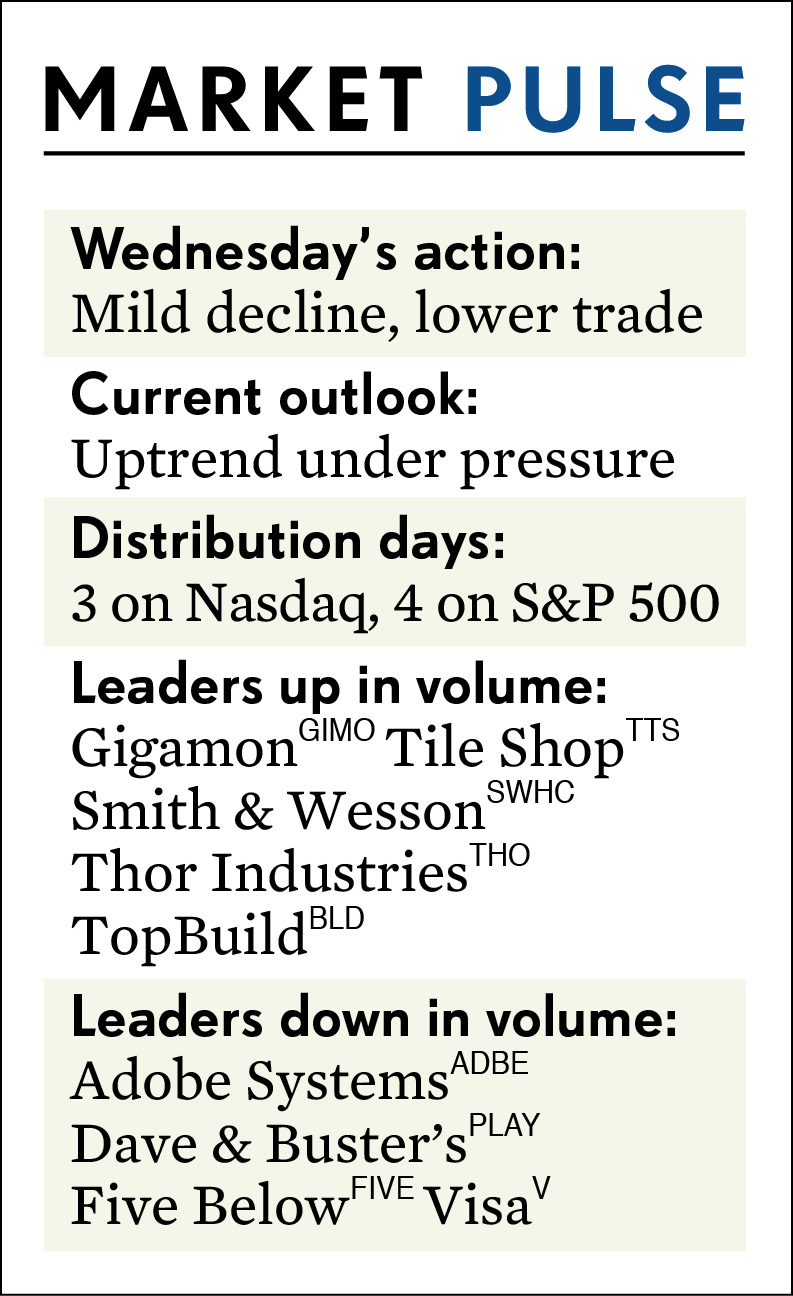 MARKET PULSE
Wednesday’s action:
Mild decline, lower trade
Current outlook:
Uptrend under pressure
Distribution days:
3 on Nasdaq, 4 on S&P 500
Leaders up in volume:
Gigamon GIMO Tile Shop TTS
Smith & Wesson SWHC
Thor Industries THO
TopBuild BLD
Leaders down in volume:
Adobe Systems ADBE
Dave & Buster’s PLAY
Five Below FIVE Visa V